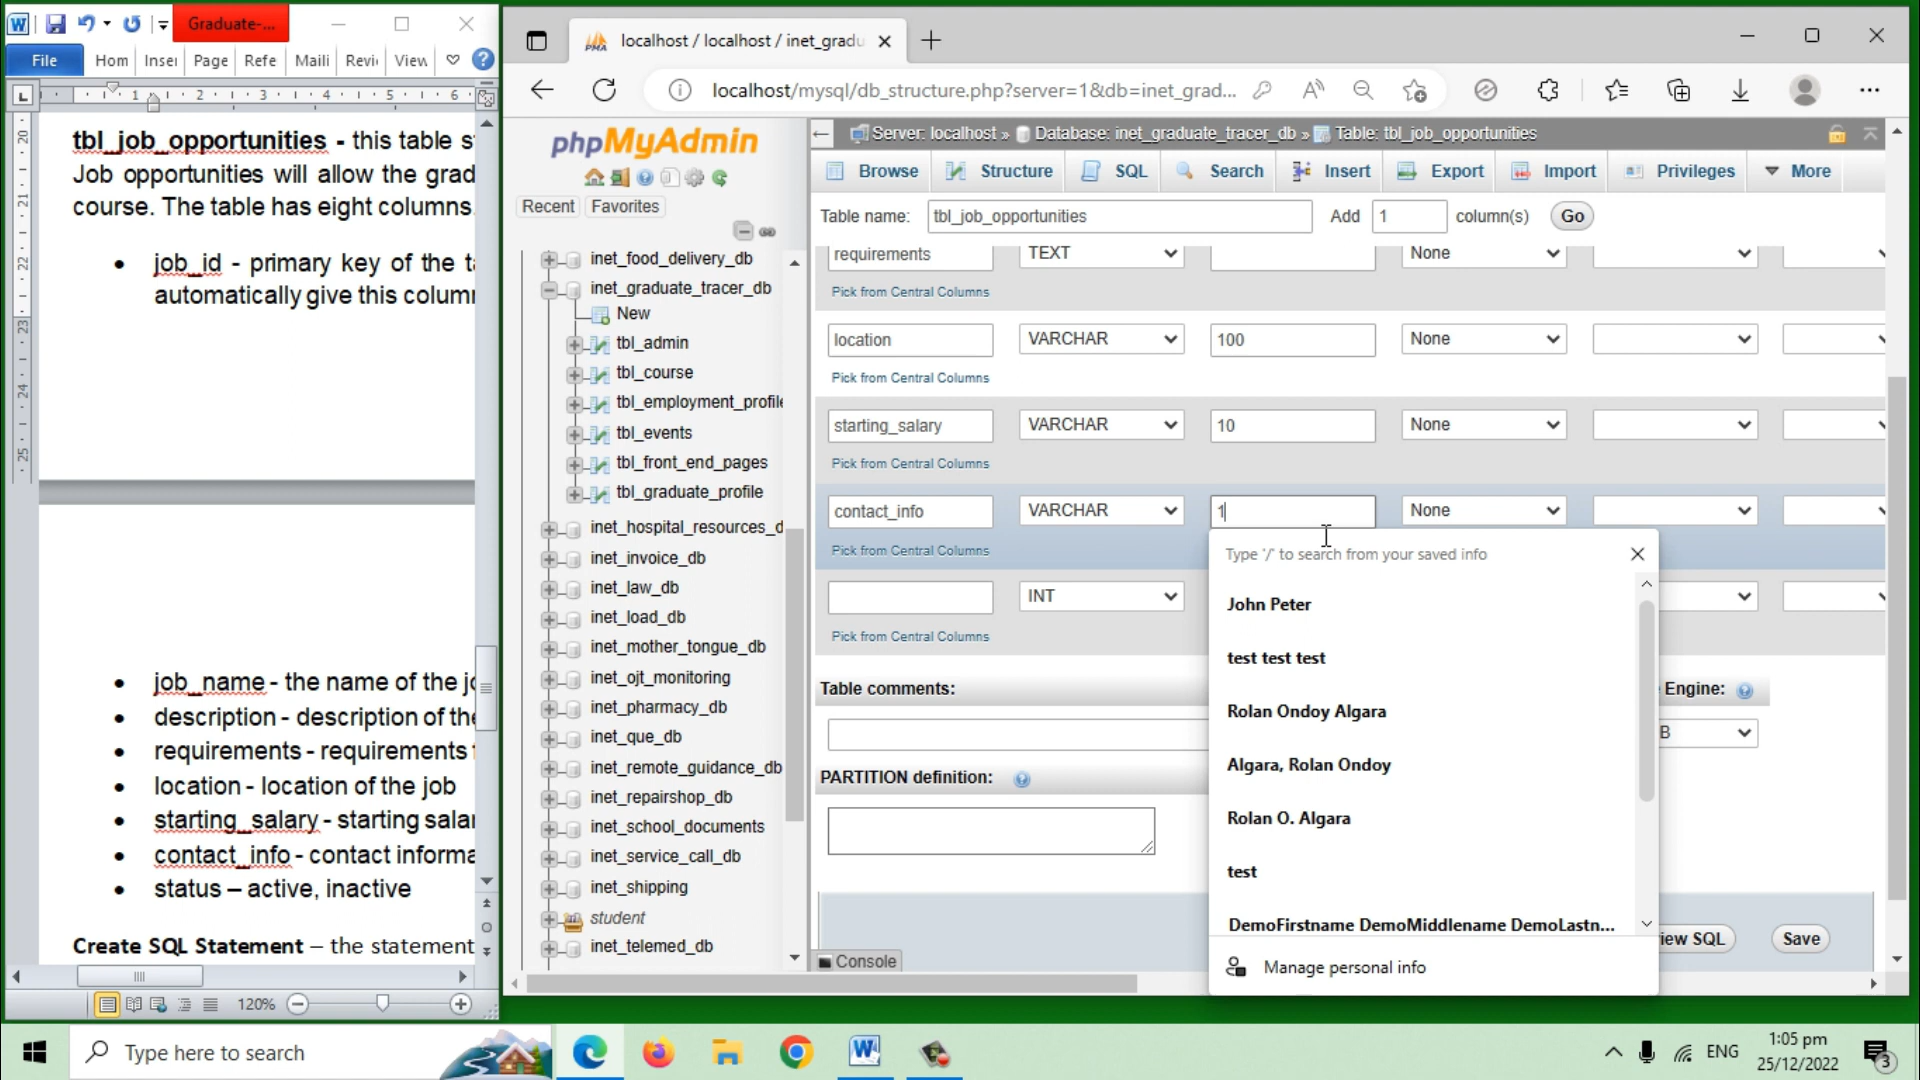 Graduate-...
File Hom Inser Page Refe Maili Revi View
tbl_job_opportunities - this table s
Job opportunities will allow the grad
course. The table has eight columns
• job_id - primary key of the ta
automatically give this column
• job_name - the name of the jo
• description - description of the
• requirements - requirements
• location - location of the job
• starting_salary - starting salar
• contact_info - contact informa
• status – active, inactive
Create SQL Statement – the statement
120%
localhost / localhost / inet_gradu
localhost/mysql/db_structure.php?server=1&db=inet_grad...
phpMyAdmin
Recent Favorites
inet_food_delivery_db
inet_graduate_tracer_db
New
tbl_admin
tbl_course
tbl_employment_profile
tbl_events
tbl_front_end_pages
tbl_graduate_profile
inet_hospital_resources_d
inet_invoice_db
inet_law_db
inet_load_db
inet_mother_tongue_db
inet_ojt_monitoring
inet_pharmacy_db
inet_que_db
inet_remote_guidance_db
inet_repairshop_db
inet_school_documents
inet_service_call_db
inet_shipping
student
inet_telemed_db
Server: localhost » Database: inet_graduate_tracer_db » Table: tbl_job_opportunities
Browse Structure SQL Search Insert Export Import Privileges More
Table name: tbl_job_opportunities Add 1 column(s) Go
requirements TEXT None
Pick from Central Columns
location VARCHAR 100 None
Pick from Central Columns
starting_salary VARCHAR 10 None
Pick from Central Columns
contact_info VARCHAR 1 None
Pick from Central Columns
INT
Pick from Central Columns
Type '/' to search from your saved info
John Peter
test test test
Rolan Ondoy Algara
Algara, Rolan Ondoy
Rolan O. Algara
test
DemoFirstname DemoMiddlename DemoLastn...
Manage personal info
Table comments: Engine:
B
PARTITION definition:
iew SQL Save
Console
Type here to search
ENG
1:05 pm
25/12/2022
3